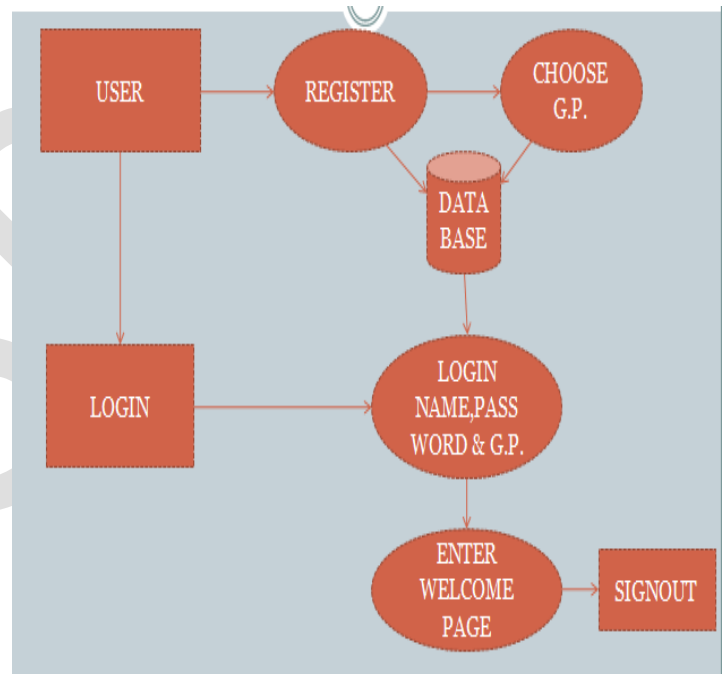 USER
REGISTER
CHOOSE
G.P.
DATA
BASE
LOGIN
LOGIN
NAME,PASS
WORD & G.P.
ENTER
WELCOME
PAGE
SIGNOUT